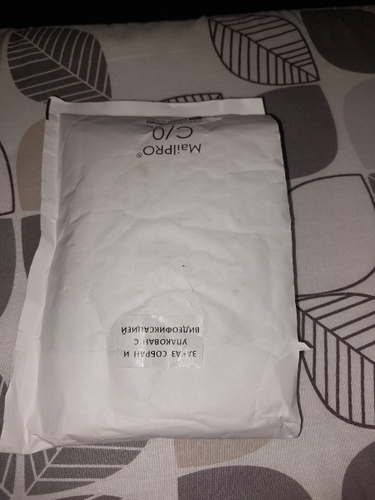 MailPRO®
C/0
ЗАКАЗ СОБРАН И
УПАКОВАН С
ВИДЕОФИКСАЦИЕЙ